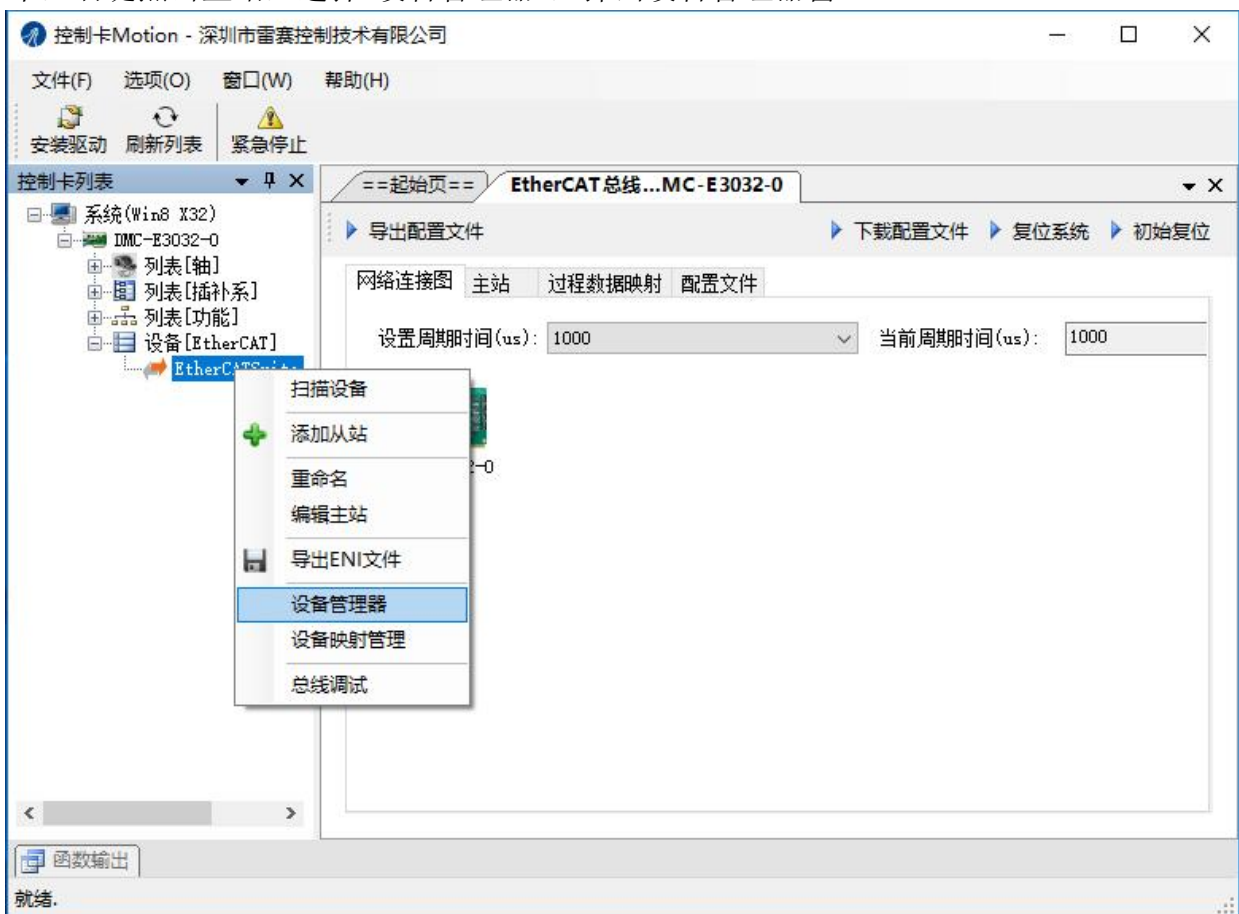 控制卡Motion - 深圳市雷赛控制技术有限公司
文件(F) 选项(O) 窗口(W) 帮助(H)
安装驱动 刷新列表 紧急停止
控制卡列表
系统(Win8 X32)
DMC-E3032-0
列表[轴]
列表[插补系]
列表[功能]
设备[EtherCAT]
扫描设备
添加从站
重命名
编辑主站
导出ENI文件
设备管理器
设备映射管理
总线调试
==起始页== EtherCAT总线...MC-E3032-0
导出配置文件 下载配置文件 复位系统 初始复位
网络连接图 主站 过程数据映射 配置文件
设置周期时间(us): 1000 当前周期时间(us): 1000
2-0
函数输出
就绪.